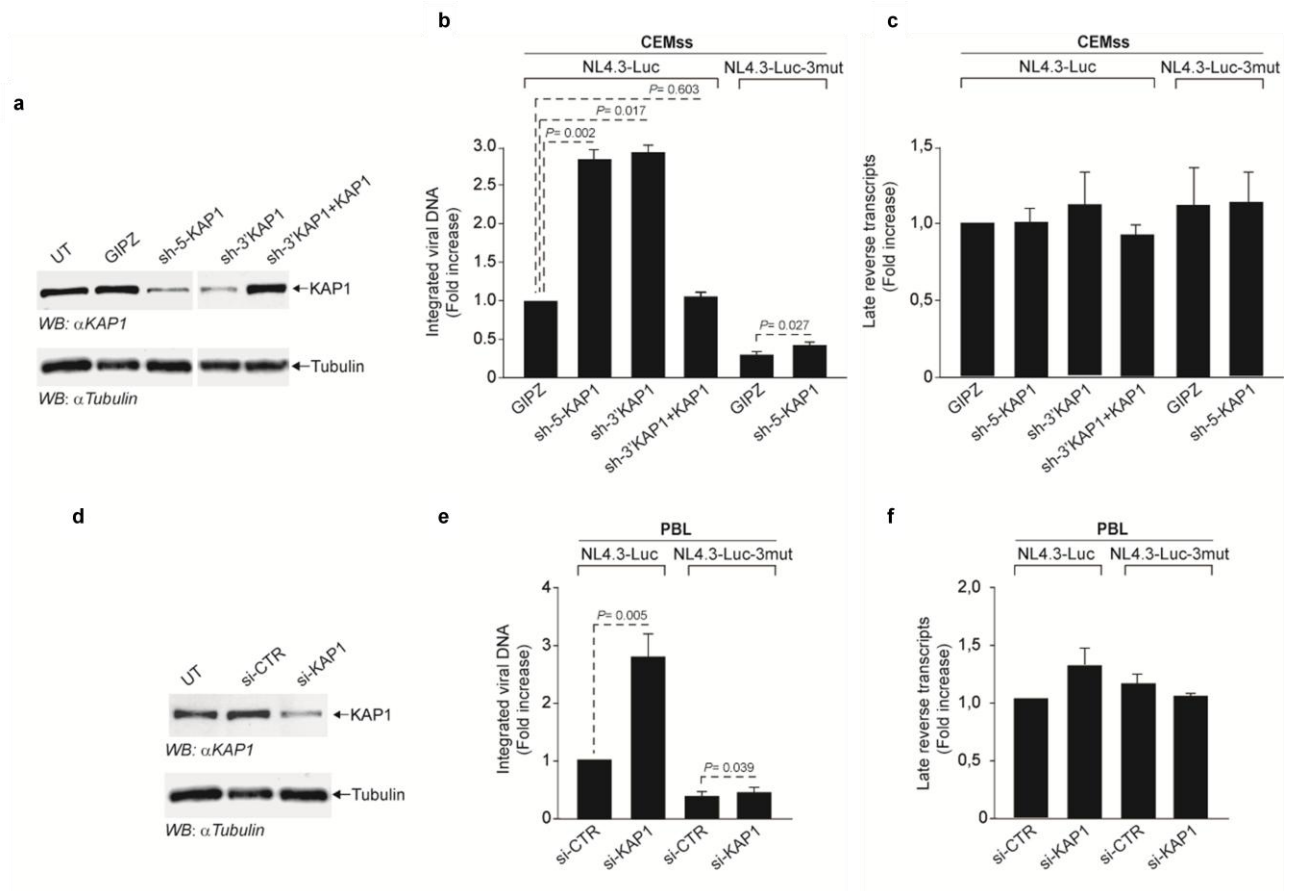 a
UT
GIPZ
sh-5-KAP1
sh-3'KAP1
sh-3'KAP1+KAP1
←KAP1
WB: αKAP1
←Tubulin
WB: αTubulin
b
CEMss
NL4.3-Luc
NL4.3-Luc-3mut
P= 0.603
P= 0.017
P= 0.002
P= 0.027
Integrated viral DNA
(Fold increase)
3.0
2.5
2.0
1.5
1.0
0.5
0
GIPZ
sh-5-KAP1
sh-3'KAP1
sh-3'KAP1+KAP1
GIPZ
sh-5-KAP1
c
CEMss
NL4.3-Luc
NL4.3-Luc-3mut
Late reverse transcripts
(Fold increase)
1,5
1,0
0,5
0
GIPZ
sh-5-KAP1
sh-3'KAP1
sh-3'KAP1+KAP1
GIPZ
sh-5-KAP1
d
UT
si-CTR
si-KAP1
←KAP1
WB: αKAP1
←Tubulin
WB: αTubulin
e
PBL
NL4.3-Luc
NL4.3-Luc-3mut
P= 0.005
P= 0.039
Integrated viral DNA
(Fold increase)
4
3
2
1
0
si-CTR
si-KAP1
si-CTR
si-KAP1
f
PBL
NL4.3-Luc
NL4.3-Luc-3mut
Late reverse transcripts
(Fold increase)
2,0
1,5
1,0
0,5
0
si-CTR
si-KAP1
si-CTR
si-KAP1